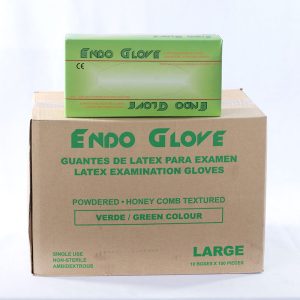 ENDO GLOVE
CE
ENDO GLOVE
ENDO GLOVE
GUANTES DE LATEX PARA EXAMEN
LATEX EXAMINATION GLOVES
POWDERED • HONEY COMB TEXTURED
VERDE / GREEN COLOUR
SINGLE USE
NON-STERILE
AMBIDEXTROUS
LARGE
10 BOXES X 100 PIECES